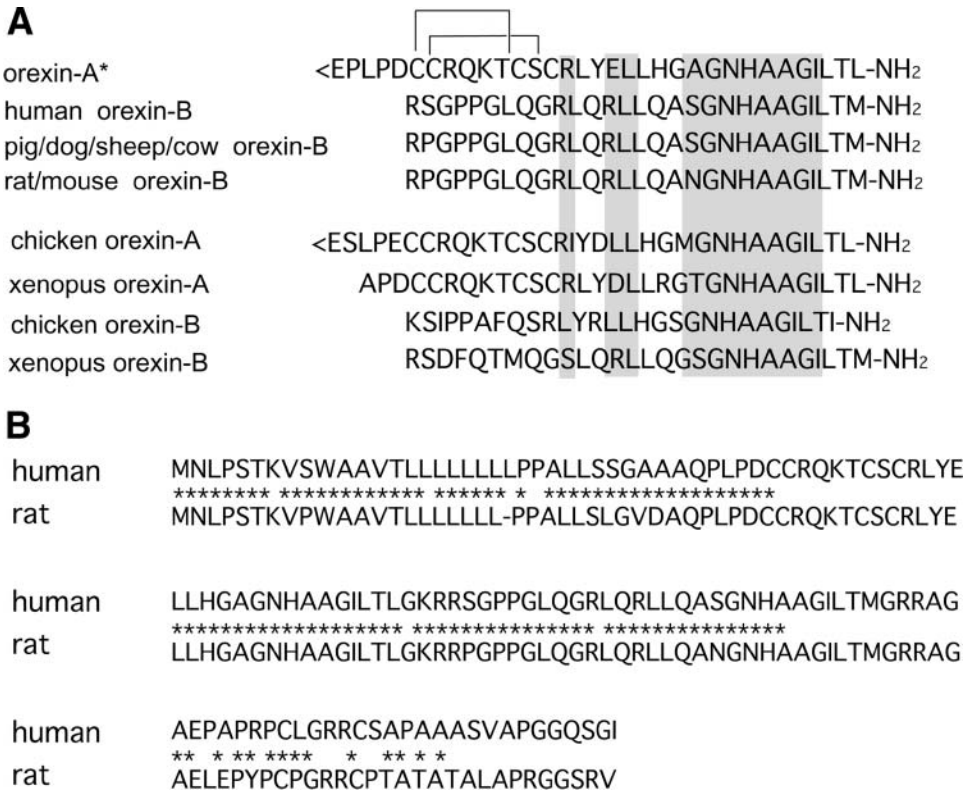 A
orexin-A* <EPLPDCCRQKTCSCRLYELLHGAGNHAAGILTL-NH2
human orexin-B RSGPPGLQGRLQRLLQASGNHAAGILTM-NH2
pig/dog/sheep/cow orexin-B RPGPPGLQGRLQRLLQASGNHAAGILTM-NH2
rat/mouse orexin-B RPGPPGLQGRLQRLLQANGNHAAGILTM-NH2
chicken orexin-A <ESLPECCRQKTCSCRIYDLLHGMGNHAAGILTL-NH2
xenopus orexin-A APDCCRQKTCSCRLYDLLRGTGNHAAGILTL-NH2
chicken orexin-B KSIPPAFQSRLYRLLHGSGNHAAGILTI-NH2
xenopus orexin-B RSDFQTMQGSLQRLLQGSGNHAAGILTM-NH2
B
human MNLPSTKVSWAAVTLLLLLLLLPPALLSSGAAAQPLPDCCRQKTCSCRLYE
******** ************ ****** * *******************
rat MNLPSTKVPWAAVTLLLLLLL-PPALLSLGVDAQPLPDCCRQKTCSCRLYE
human LLHGAGNHAAGILTLGKRRSGPPGLQGRLQRLLQASGNHAAGILTMGRRAG
******************* *************** ***************
rat LLHGAGNHAAGILTLGKRRPGPPGLQGRLQRLLQANGNHAAGILTMGRRAG
human AEPAPRPCLGRRCSAPAAASVAPGGQSGI
** * ** **** * ** * *
rat AELEPYPCPGRRCPTATATALAPRGGSRV